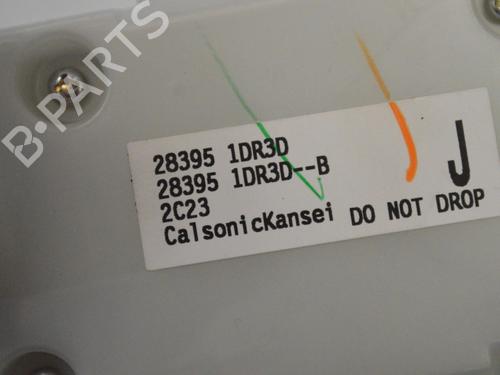 B-PARTS
28395 1DR3D
28395 1DR3D--B
2C23
CalsonicKansei DO NOT DROP
J